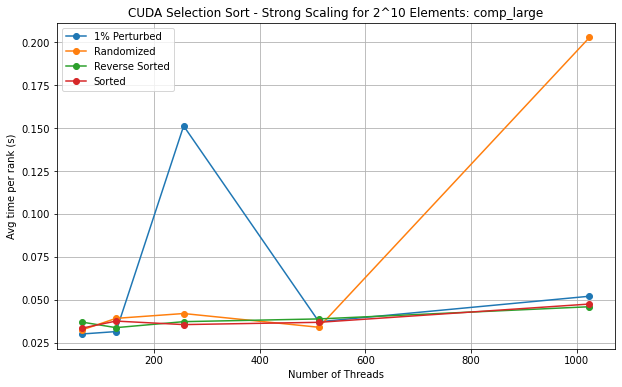 CUDA Selection Sort - Strong Scaling for 2^10 Elements: comp_large
1% Perturbed
Randomized
Reverse Sorted
Sorted
Avg time per rank (s)
0.200
0.175
0.150
0.125
0.100
0.075
0.050
0.025
200 400 600 800 1000
Number of Threads